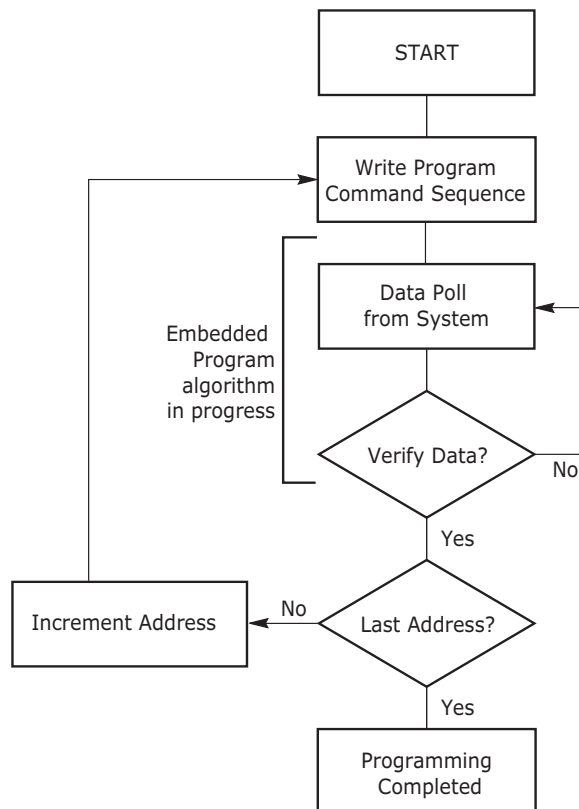 START
Write Program
Command Sequence
Data Poll
from System
Embedded
Program
algorithm
in progress
Verify Data?
No
Yes
No
Increment Address
Last Address?
Yes
Programming
Completed